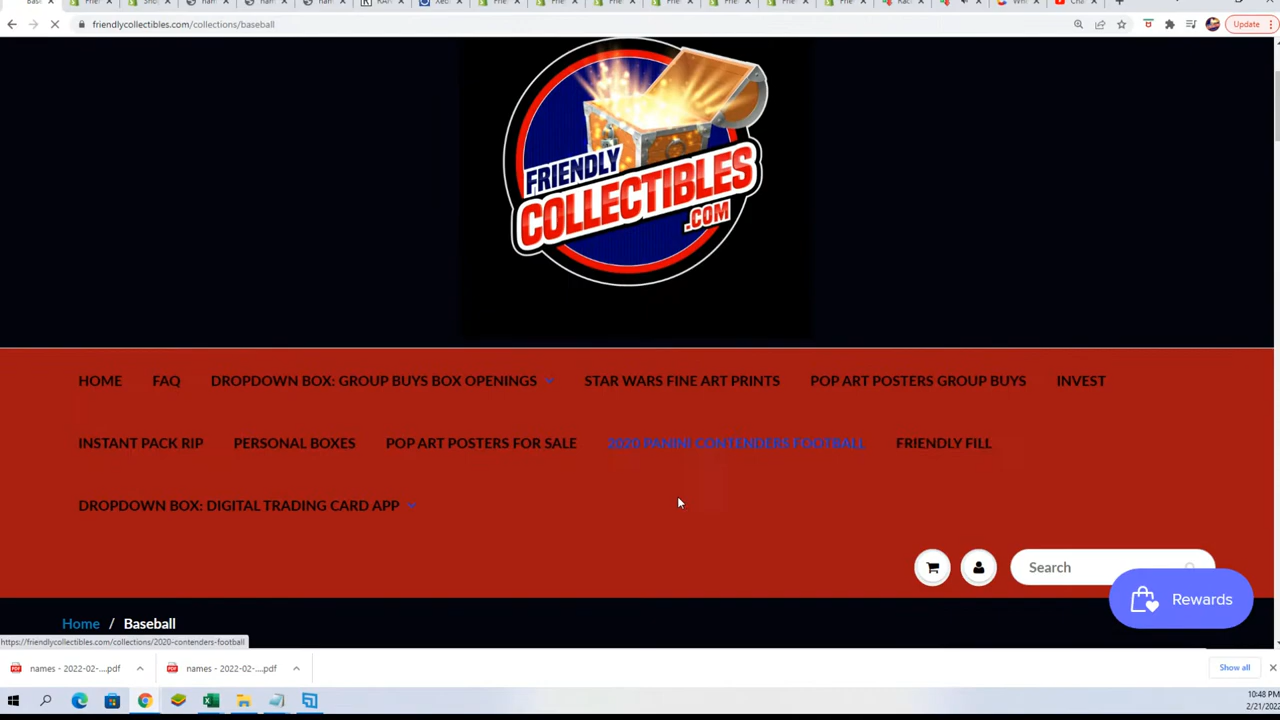 friendlycollectibles.com/collections/baseball
Update
FRIENDLY
COLLECTIBLES
.COM
HOME FAQ DROPDOWN BOX: GROUP BUYS BOX OPENINGS STAR WARS FINE ART PRINTS POP ART POSTERS GROUP BUYS INVEST
INSTANT PACK RIP PERSONAL BOXES POP ART POSTERS FOR SALE 2020 PANINI CONTENDERS FOOTBALL FRIENDLY FILL
DROPDOWN BOX: DIGITAL TRADING CARD APP
Search
Rewards
Home / Baseball
https://friendlycollectibles.com/collections/2020-contenders-football
names - 2022-02-....pdf names - 2022-02-....pdf Show all
10:48 PM
2/21/2022